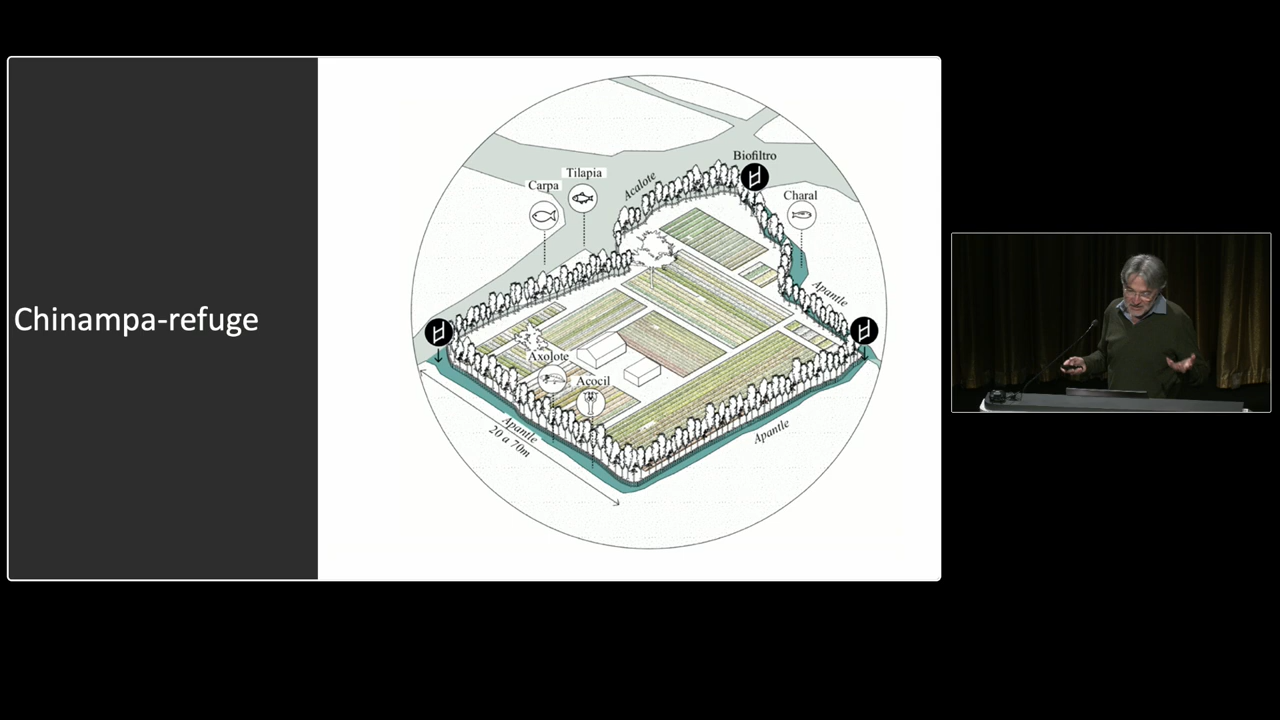 Chinampa-refuge
Biofiltro
Tilapia
Carpa
Acalote
Charal
Apantle
Axolote
Acocil
Apantle
20 a 70m
Apantle